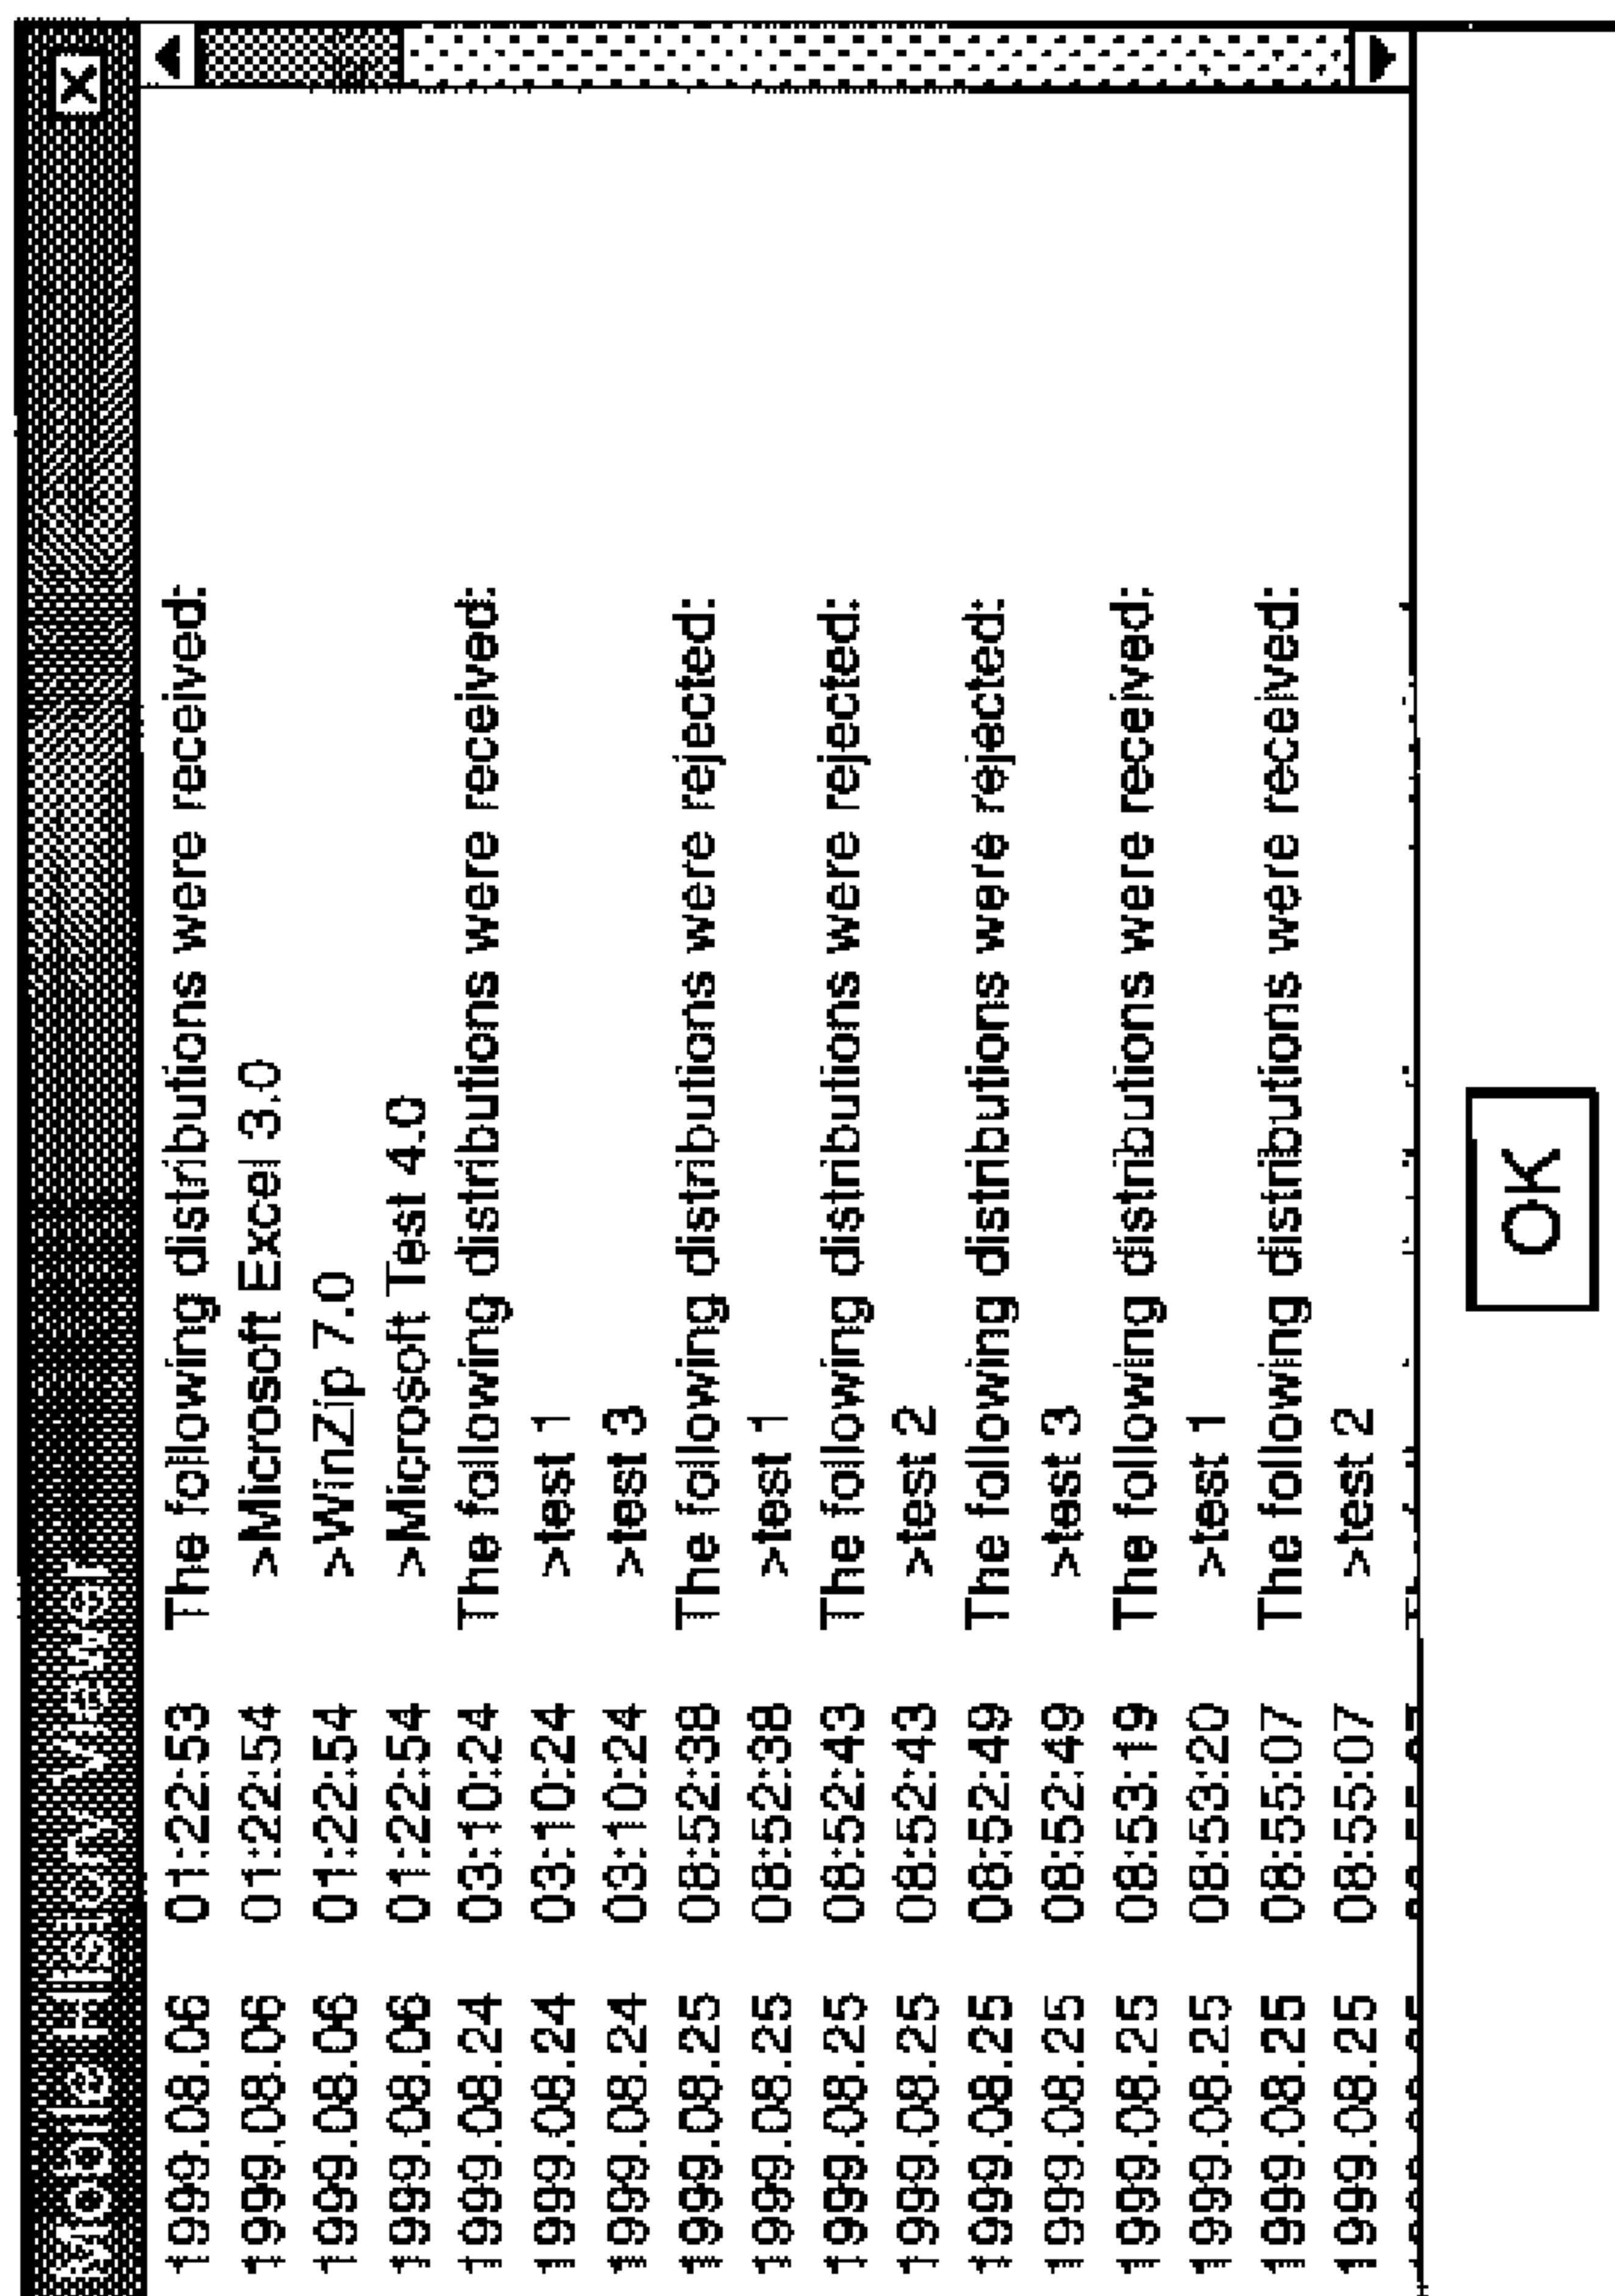 Mobile History Viewer
X
1999.08.06 01:22:53 The following distributions were received:
1999.08.06 01:22:54 >Microsoft Excel 3.0
1999.08.06 01:22:54 >WinZip 7.0
1999.08.06 01:22:54 >Microsoft Test 4.0
1999.08.24 03:10:24 The following distributions were received:
1999.08.24 03:10:24 >test 1
1999.08.24 03:10:24 >test 3
1999.08.25 08:52:38 The following distributions were rejected:
1999.08.25 08:52:38 >test 1
1999.08.25 08:52:43 The following distributions were rejected:
1999.08.25 08:52:43 >test 2
1999.08.25 08:52:49 The following distributions were rejected:
1999.08.25 08:52:49 >test 3
1999.08.25 08:53:19 The following distributions were received:
1999.08.25 08:53:20 >test 1
1999.08.25 08:55:07 The following distributions were received:
1999.08.25 08:55:07 >test 2
OK